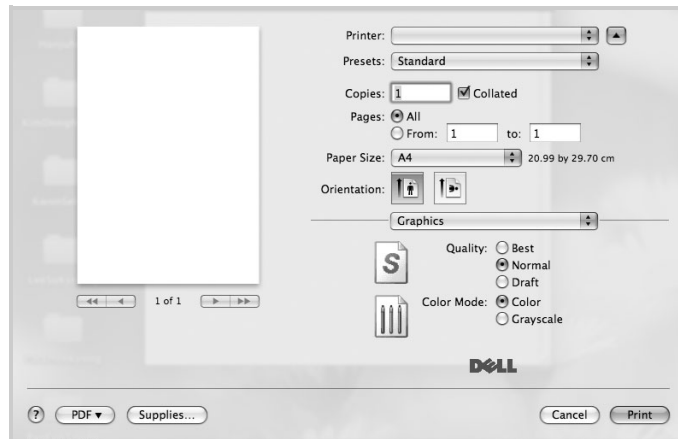 Printer:
Presets: Standard
Copies: 1 Collated
Pages: All
From: 1 to: 1
Paper Size: A4 20.99 by 29.70 cm
Orientation:
Graphics
S
Quality: Best
Normal
Draft
1 of 1
Color Mode: Color
Grayscale
DELL
? PDF Supplies... Cancel Print